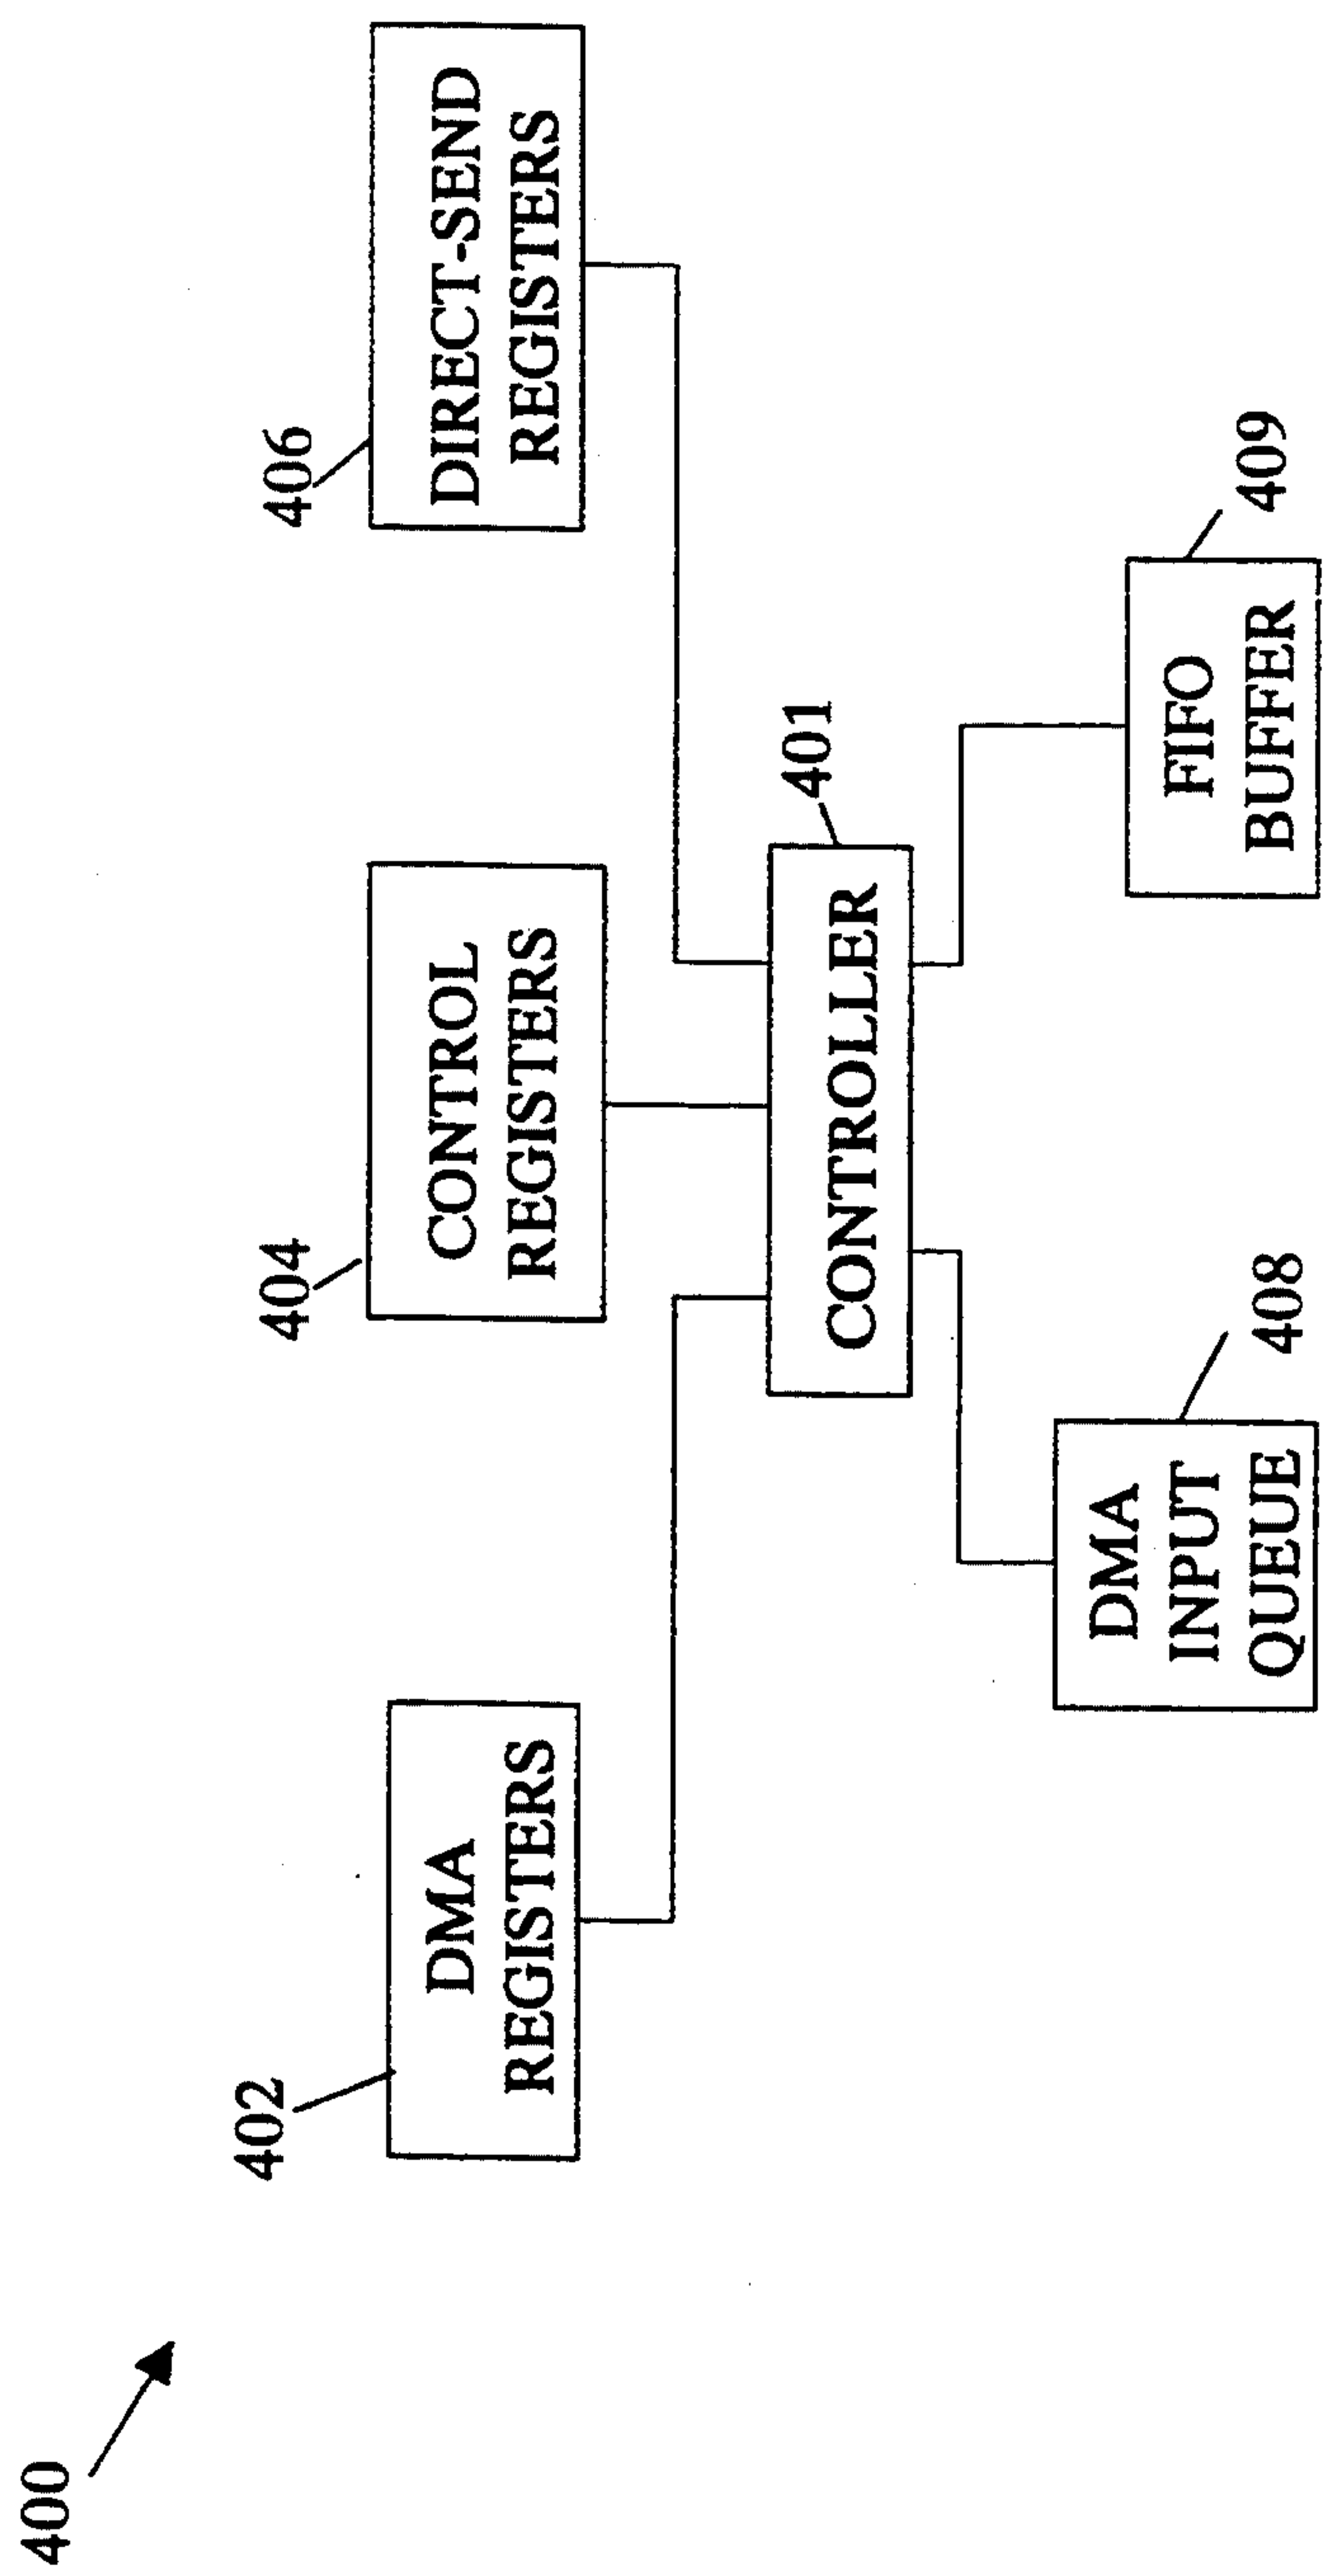 400
402
DMA
REGISTERS
404
CONTROL
REGISTERS
406
DIRECT-SEND
REGISTERS
401
CONTROLLER
408
DMA
INPUT
QUEUE
409
FIFO
BUFFER